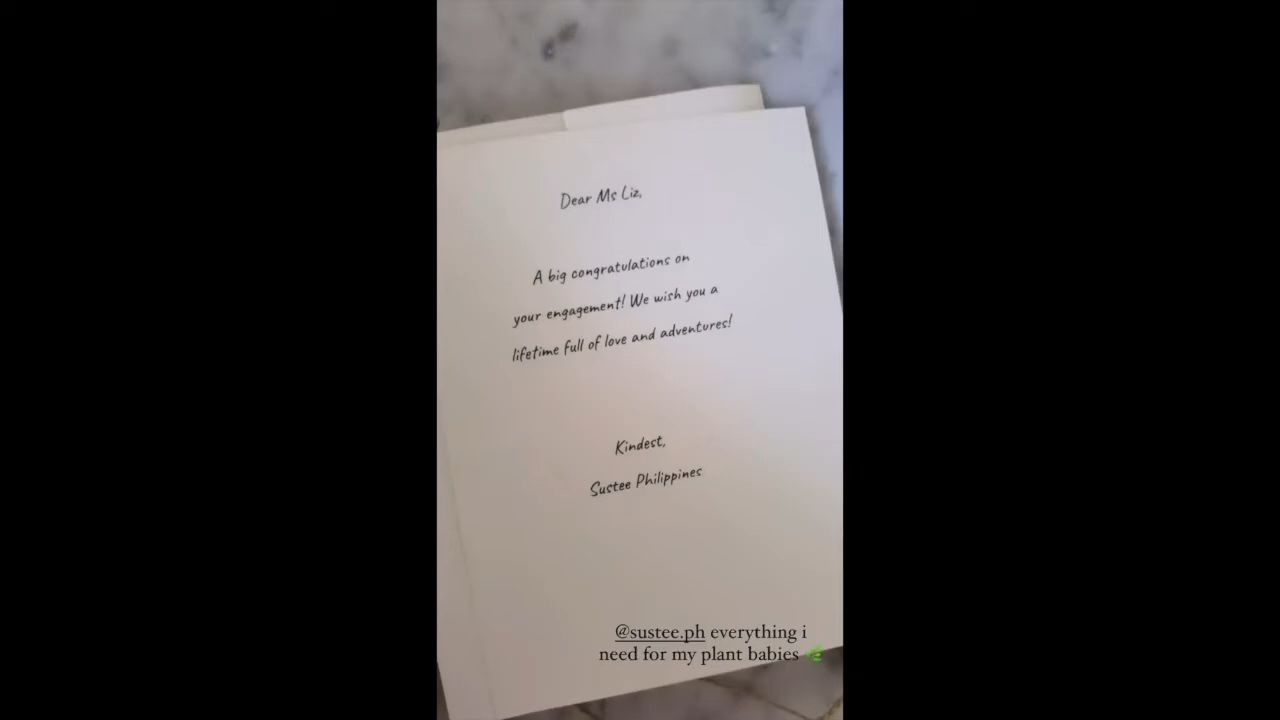 Dear Ms Liz,
A big congratulations on
your engagement! We wish you a
lifetime full of love and adventures!
Kindest,
Sustee Philippines
@sustee.ph everything i
need for my plant babies 🌿